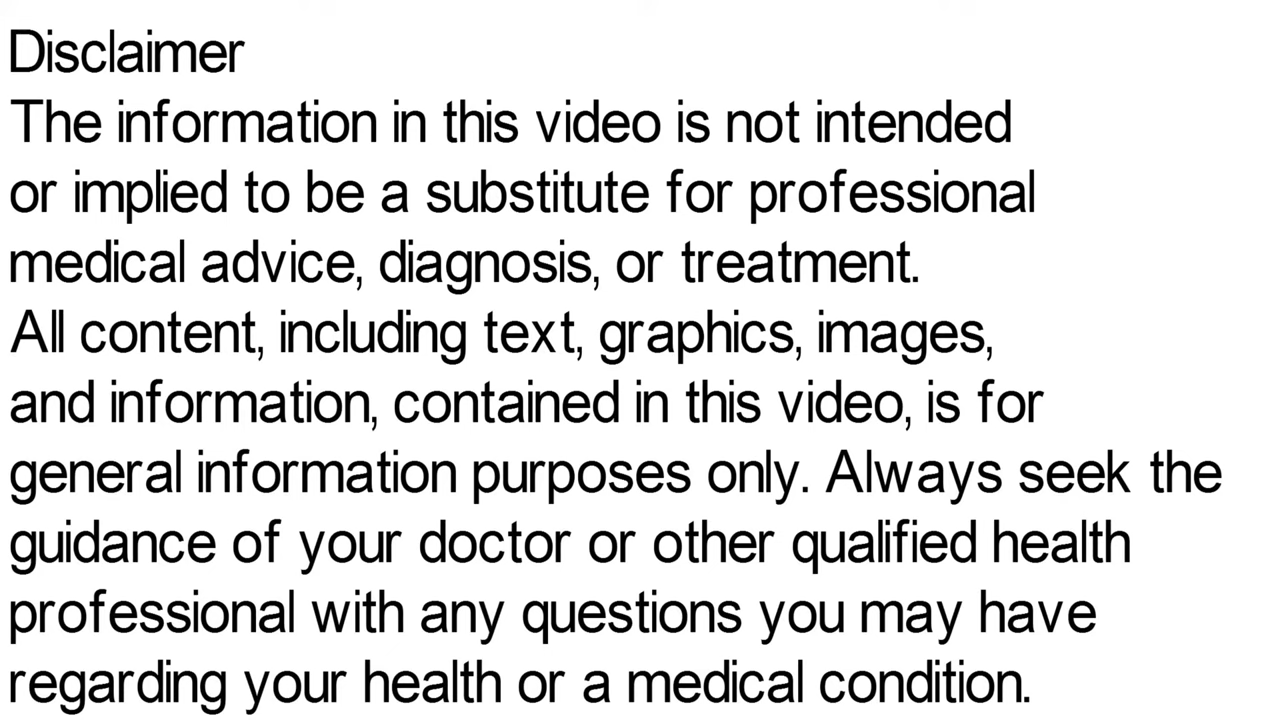 Disclaimer
The information in this video is not intended
or implied to be a substitute for professional
medical advice, diagnosis, or treatment.
All content, including text, graphics, images,
and information, contained in this video, is for
general information purposes only. Always seek the
guidance of your doctor or other qualified health
professional with any questions you may have
regarding your health or a medical condition.